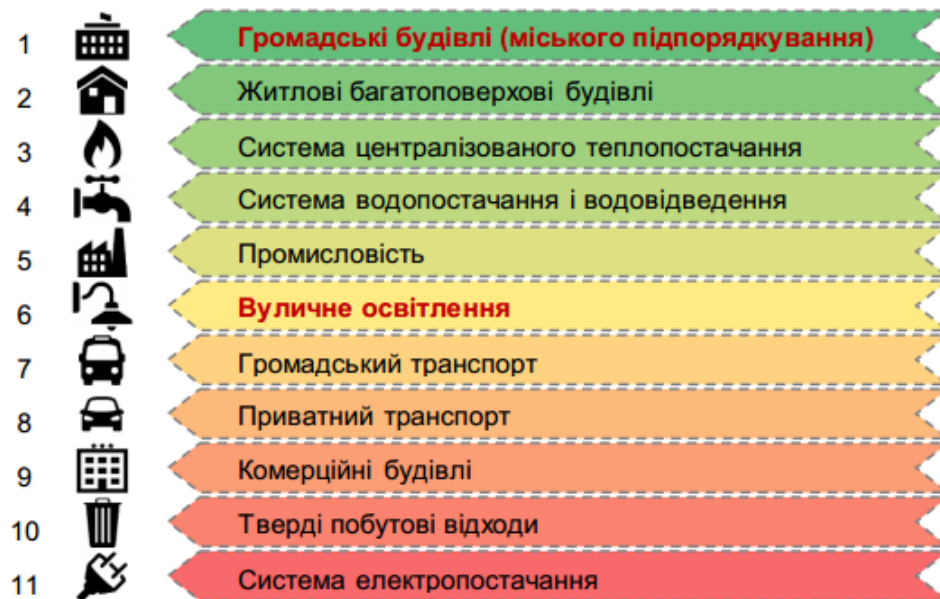 1 Громадські будівлі (міського підпорядкування)
2 Житлові багатоповерхові будівлі
3 Система централізованого теплопостачання
4 Система водопостачання і водовідведення
5 Промисловість
6 Вуличне освітлення
7 Громадський транспорт
8 Приватний транспорт
9 Комерційні будівлі
10 Тверді побутові відходи
11 Система електропостачання